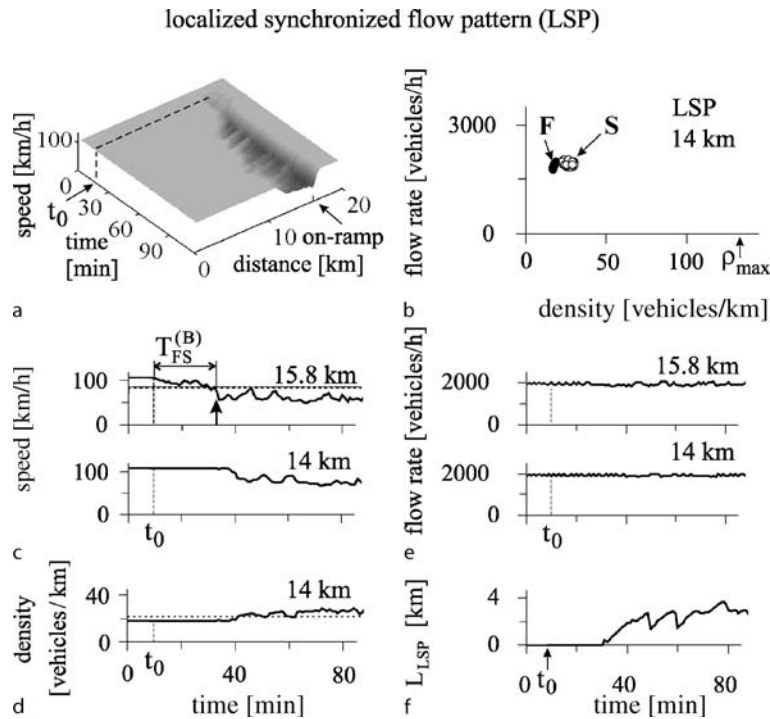 localized synchronized flow pattern (LSP)
speed [km/h]
100
0
t0
30
60
90
time
[min]
0
10
20
on-ramp
distance [km]
a
flow rate [vehicles/h]
3000
0
F
S
LSP
14 km
0
50
100
ρmax
density [vehicles/km]
b
speed [km/h]
TFS(B)
100
0
15.8 km
100
0
14 km
t0
c
flow rate [vehicles/h]
2000
0
15.8 km
2000
0
14 km
t0
e
density
[vehicles/km]
40
0
14 km
t0
0
40
80
time [min]
d
LLSP [km]
4
0
0
t0
40
80
time [min]
f